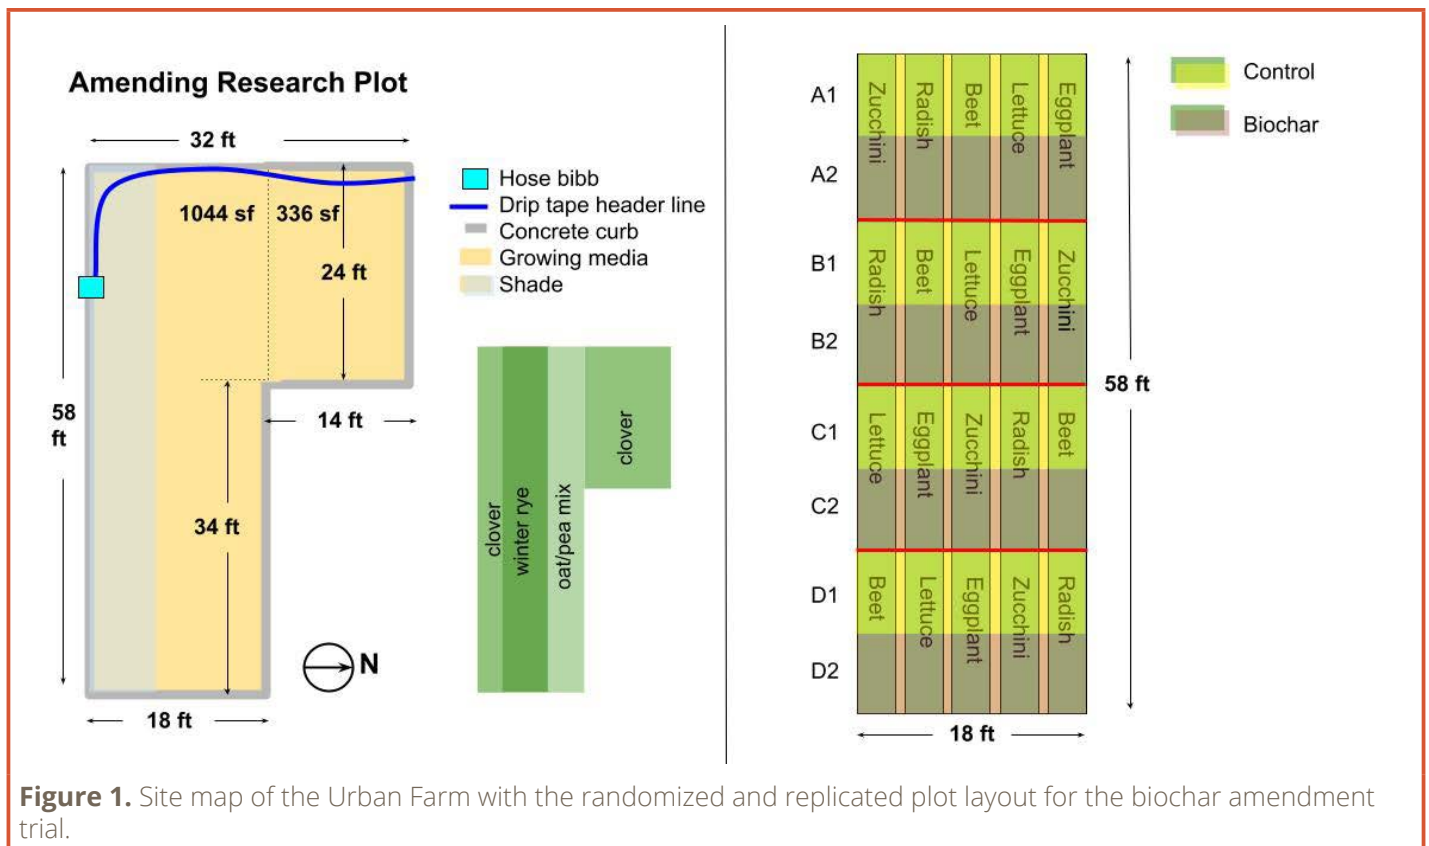 Amending Research Plot
32 ft
1044 sf
336 sf
24 ft
58
ft
14 ft
34 ft
N
18 ft
Hose bibb
Drip tape header line
Concrete curb
Growing media
Shade
clover
winter rye
oat/pea mix
clover
A1
Zucchini
Radish
Beet
Lettuce
Eggplant
A2
B1
Radish
Beet
Lettuce
Eggplant
Zucchini
B2
C1
Lettuce
Eggplant
Zucchini
Radish
Beet
C2
D1
Beet
Lettuce
Eggplant
Zucchini
Radish
D2
58 ft
18 ft
Control
Biochar
Figure 1. Site map of the Urban Farm with the randomized and replicated plot layout for the biochar amendment
trial.